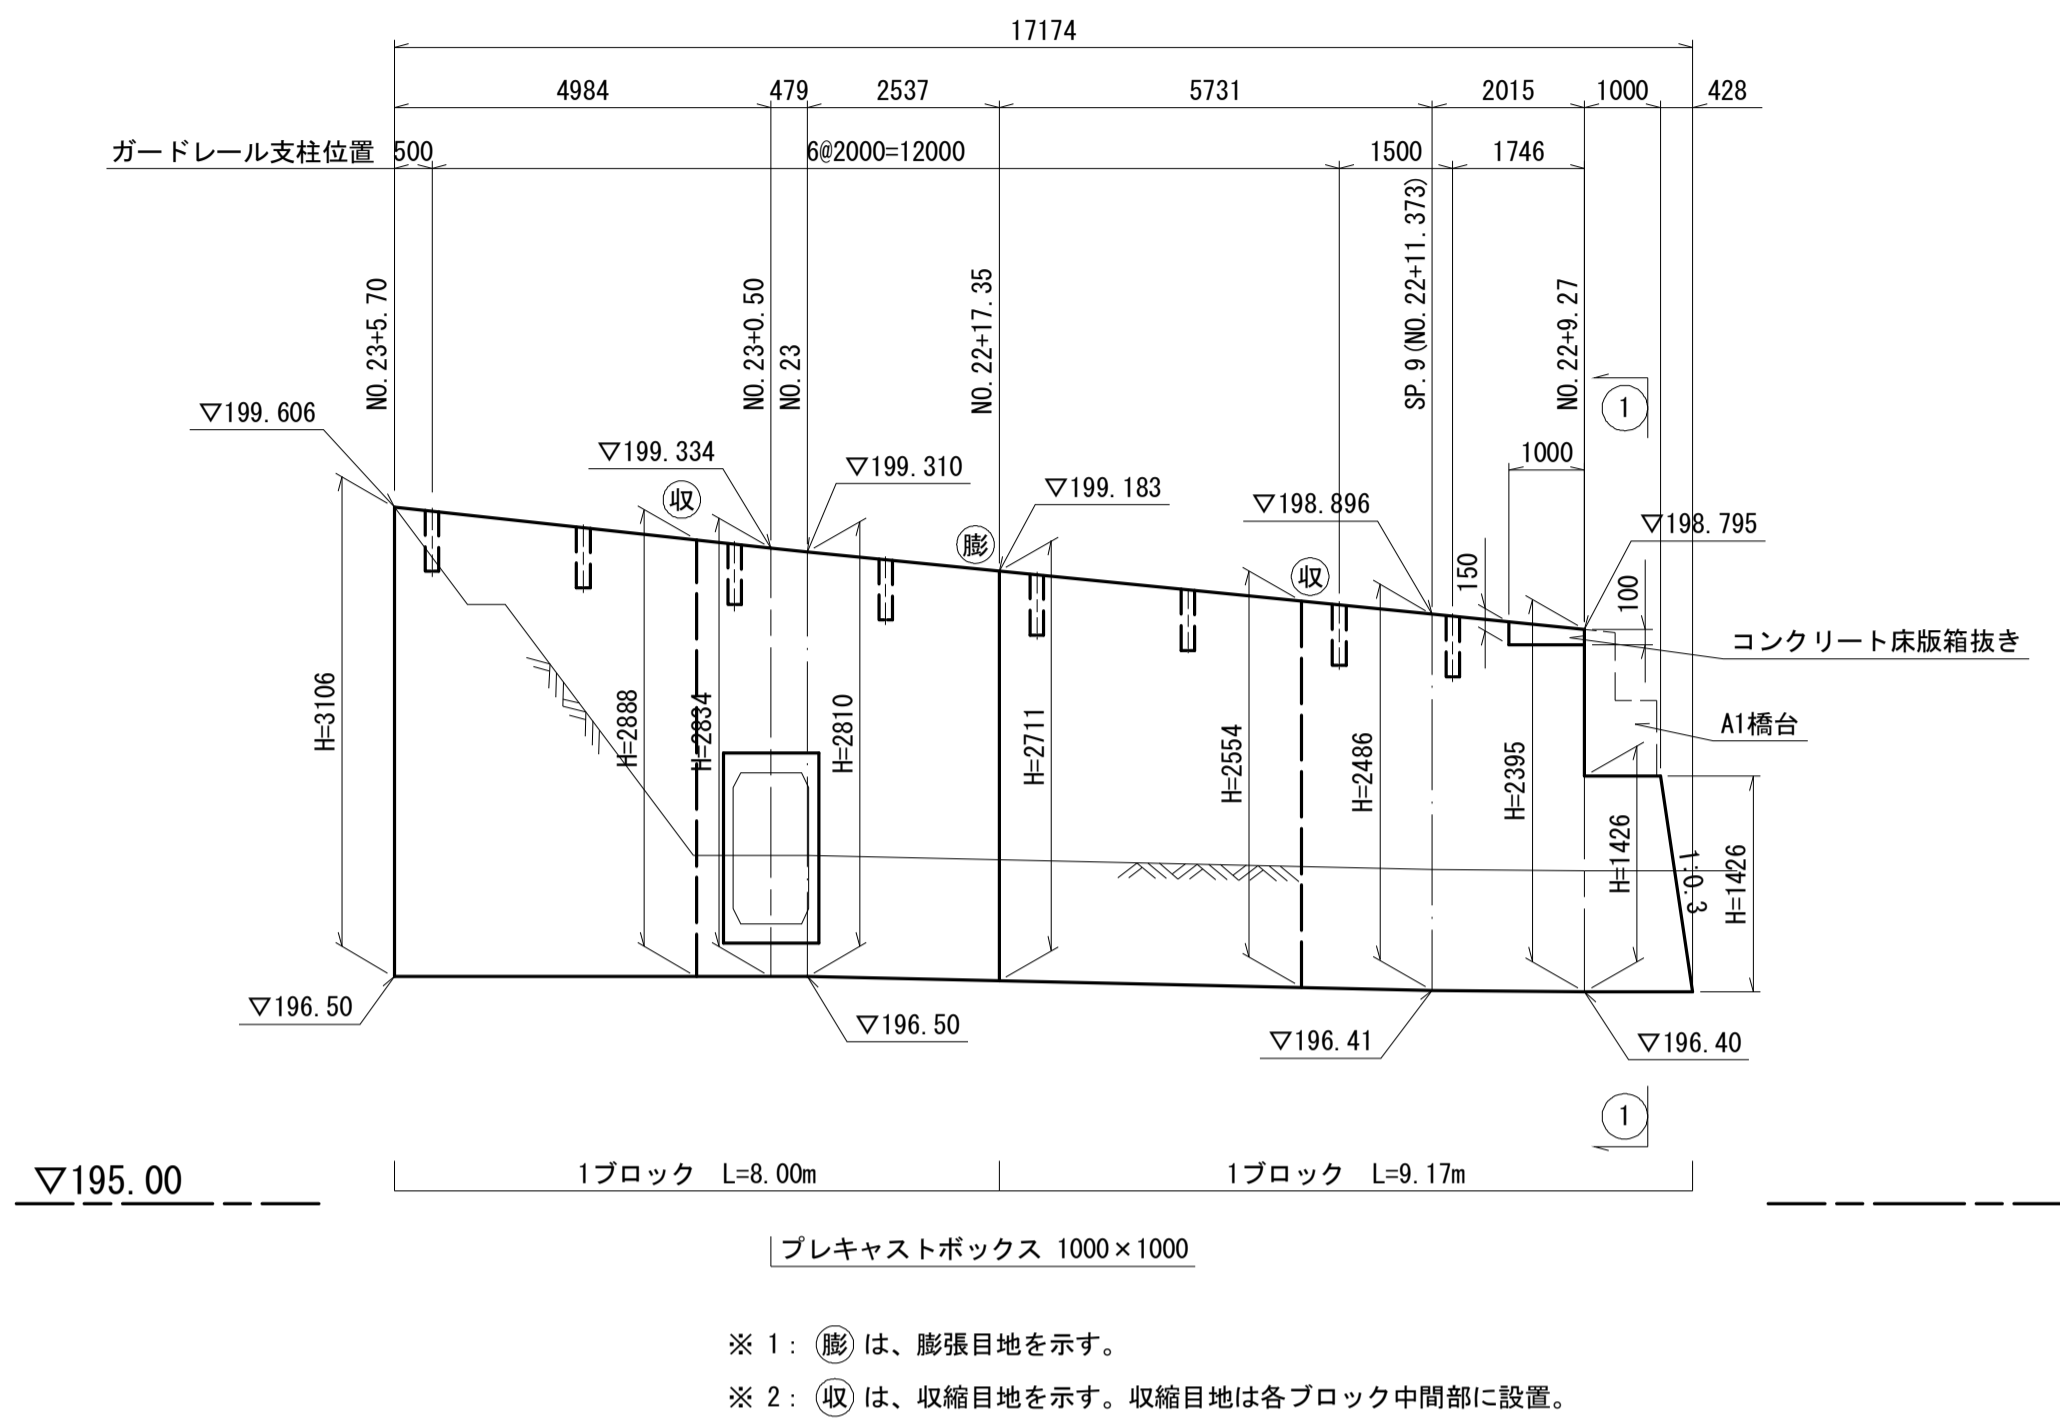 17174
4984
479
2537
5731
2015
1000
428
ガードレール支柱位置
500
6@2000=12000
1500
1746
NO.23+5.70
NO.23+0.50
NO.23
NO.22+17.35
SP.9(NO.22+11.373)
NO.22+9.27
1
▽199.606
▽199.334
▽199.310
▽199.183
▽198.896
▽198.795
1000
収
膨
収
150
100
コンクリート床版箱抜き
A1橋台
H=3106
H=2888
H=2834
H=2810
H=2711
H=2554
H=2486
H=2395
H=1426
1:0.3
H=1426
▽196.50
▽196.50
▽196.41
▽196.40
1
▽195.00
1ブロック L=8.00m
1ブロック L=9.17m
プレキャストボックス 1000×1000
※ 1: 膨 は、膨張目地を示す。
※ 2: 収 は、収縮目地を示す。収縮目地は各ブロック中間部に設置。